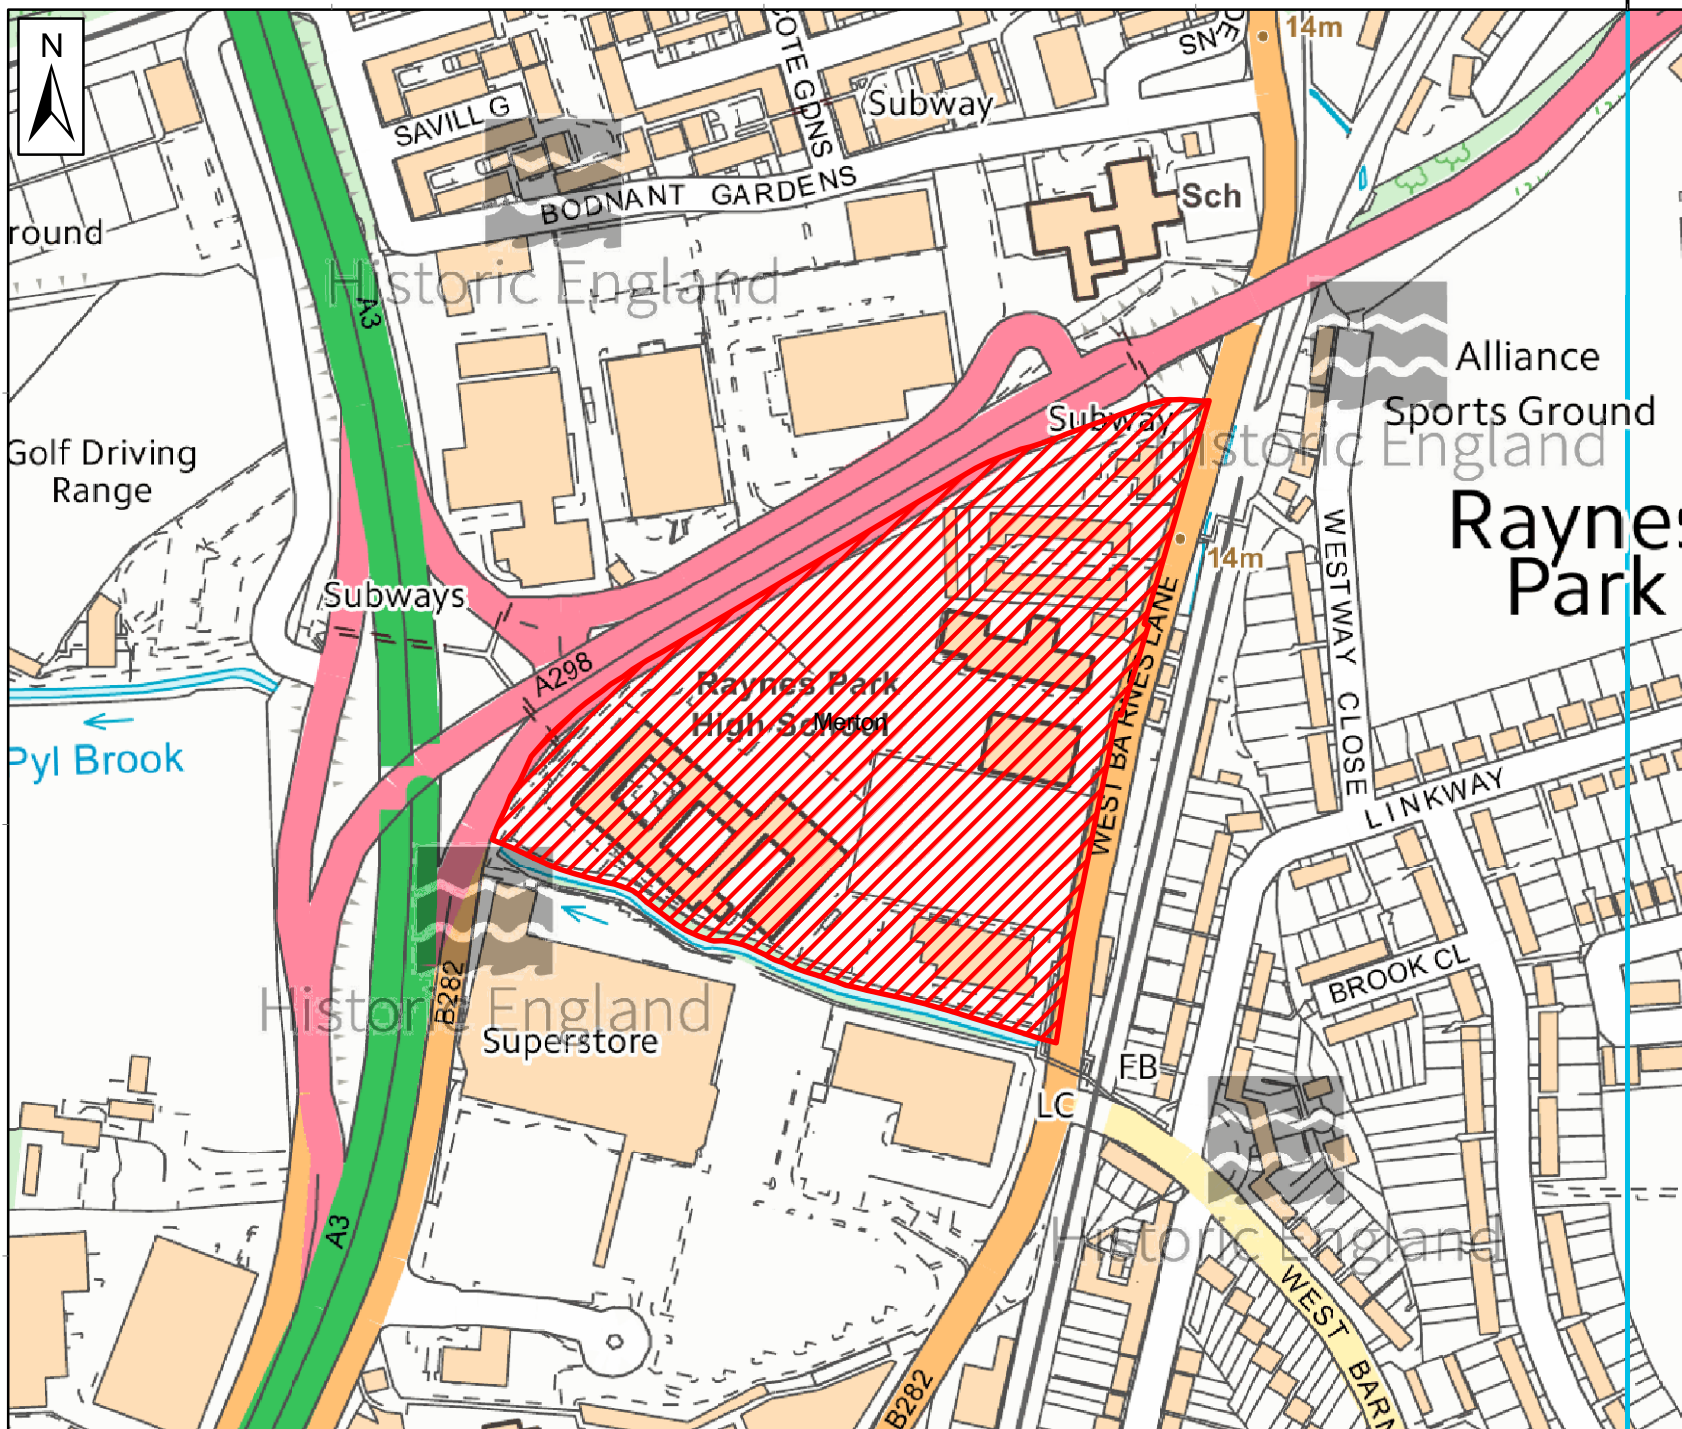 N
14m
SAVILL G
OTE GDNS
Subway
BODNANT GARDENS
Sch
round
Historic England
A3
Alliance
Sports Ground
Subway
Historic England
Golf Driving
Range
Raynes
Park
WESTWAY CLOSE
14m
Subways
A298
Raynes Park
High School
Merton
WEST BARNES LANE
Pyl Brook
LINKWAY
B282
BROOK CL
Historic England
Superstore
FB
LC
A3
Historic England
WEST BARN
B282